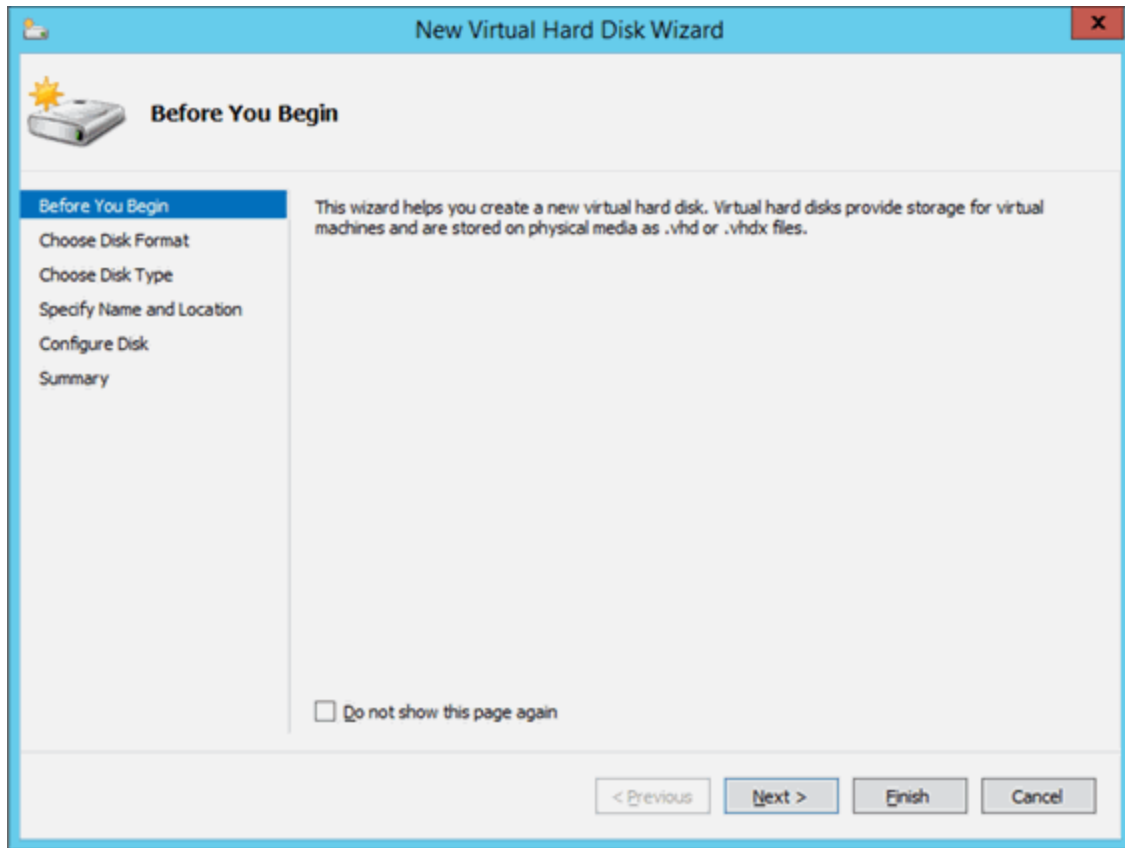 New Virtual Hard Disk Wizard
x
Before You Begin
Before You Begin
Choose Disk Format
Choose Disk Type
Specify Name and Location
Configure Disk
Summary
This wizard helps you create a new virtual hard disk. Virtual hard disks provide storage for virtual
machines and are stored on physical media as .vhd or .vhdx files.
Do not show this page again
< Previous
Next >
Finish
Cancel